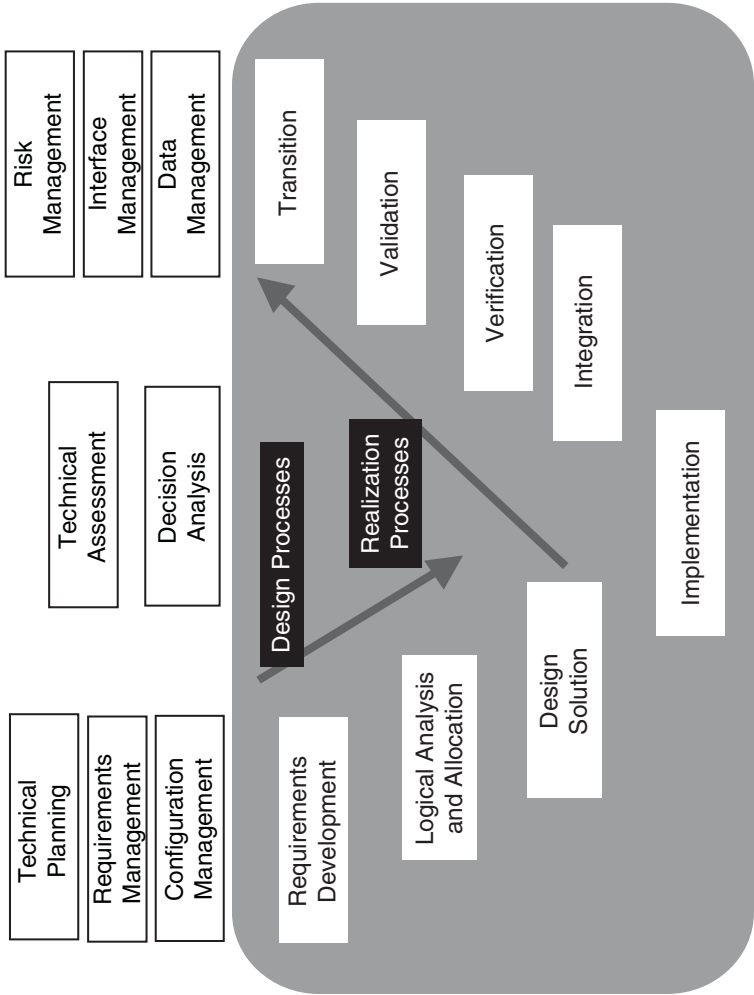 Technical
Planning
Requirements
Management
Configuration
Management
Technical
Assessment
Decision
Analysis
Risk
Management
Interface
Management
Data
Management
Design Processes
Realization
Processes
Requirements
Development
Logical Analysis
and Allocation
Design
Solution
Implementation
Integration
Verification
Validation
Transition